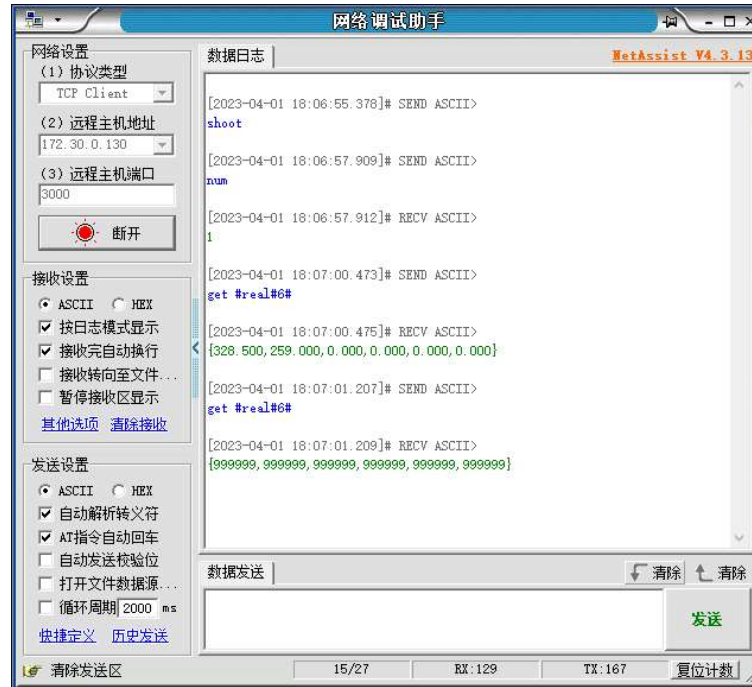 网络调试助手
网络设置
(1) 协议类型
TCP Client
(2) 远程主机地址
172.30.0.130
(3) 远程主机端口
3000
断开
接收设置
ASCII HEX
按日志模式显示
接收完自动换行
接收转向至文件...
暂停接收区显示
其他选项 清除接收
发送设置
ASCII HEX
自动解析转义符
AT指令自动回车
自动发送校验位
打开文件数据源...
循环周期 2000 ms
快捷定义 历史发送
数据日志 NetAssist V4.3.13
[2023-04-01 18:06:55.378]# SEND ASCII>
shoot
[2023-04-01 18:06:57.909]# SEND ASCII>
num
[2023-04-01 18:06:57.912]# RECV ASCII>
1
[2023-04-01 18:07:00.473]# SEND ASCII>
get #real#6#
[2023-04-01 18:07:00.475]# RECV ASCII>
{328.500,259.000,0.000,0.000,0.000,0.000}
[2023-04-01 18:07:01.207]# SEND ASCII>
get #real#6#
[2023-04-01 18:07:01.209]# RECV ASCII>
{999999,999999,999999,999999,999999,999999}
数据发送 清除 清除
发送
清除发送区 15/27 RX:129 TX:167 复位计数